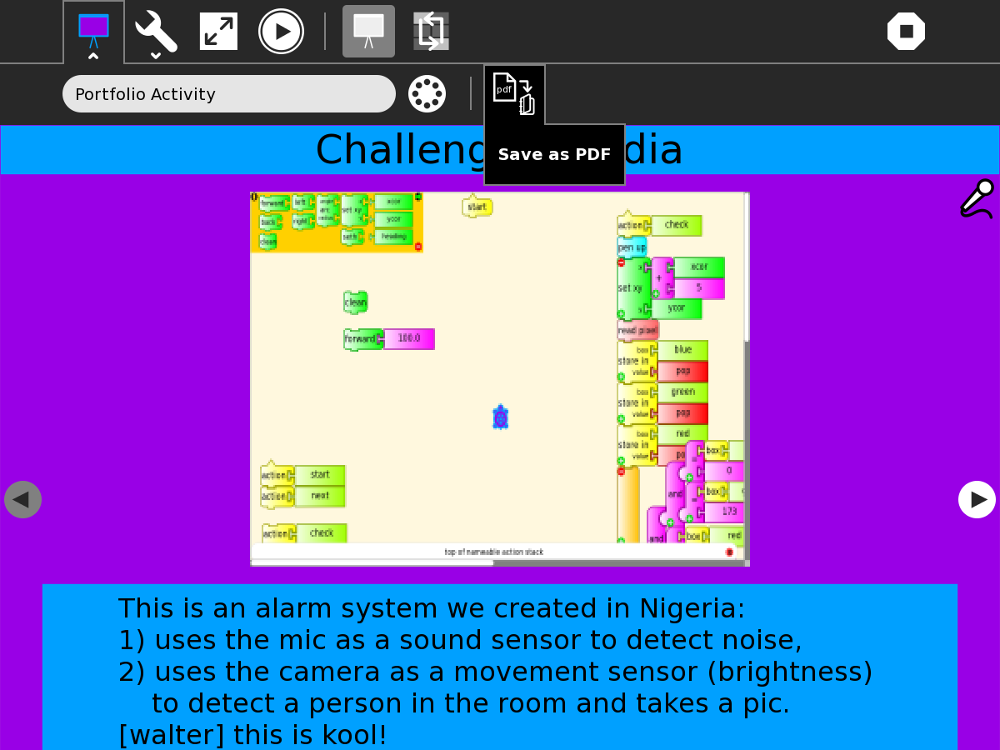 Portfolio Activity
pdf
Save as PDF
Challeng
dia
forward
left
angle
arc
radius
set xy
xcor
back
right
ycor
clean
seth
heading
start
action
check
pen up
x
+
xcor
set xy
5
y
ycor
read pixel
clean
forward
100.0
box
blue
store in
value
pop
box
green
store in
value
pop
box
red
store in
value
box
=
0
and
box
=
173
and
box
red
action
start
action
next
action
check
top of nameable action stack
This is an alarm system we created in Nigeria:
1) uses the mic as a sound sensor to detect noise,
2) uses the camera as a movement sensor (brightness)
to detect a person in the room and takes a pic.
[walter] this is kool!